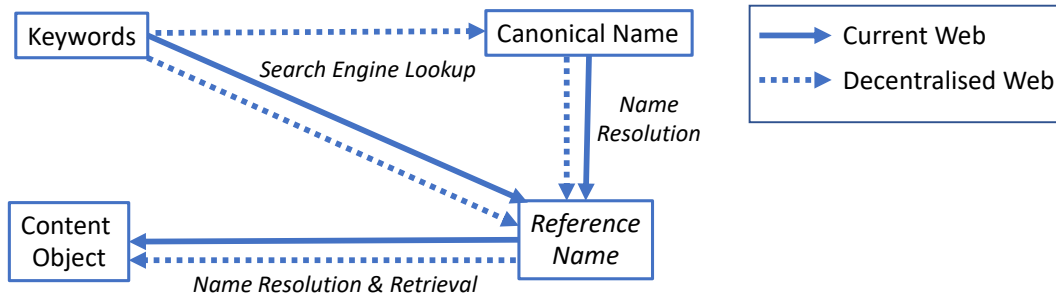 Keywords
Canonical Name
Current Web
Decentralised Web
Search Engine Lookup
Name
Resolution
Content
Object
Reference
Name
Name Resolution & Retrieval